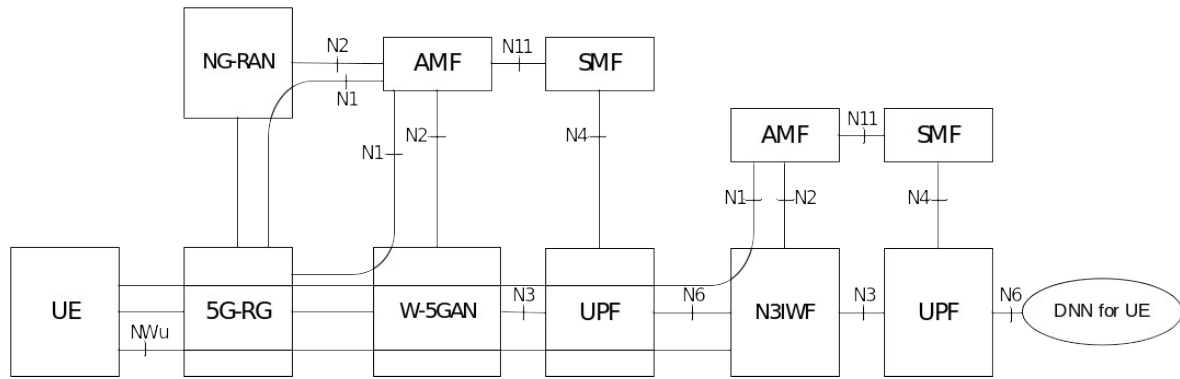 NG-RAN
N2
AMF
N11
SMF
N1
N1
N2
N4
AMF
N11
SMF
N1
N2
N4
UE
NWu
5G-RG
W-5GAN
N3
UPF
N6
N3IWF
N3
UPF
N6
DNN for UE